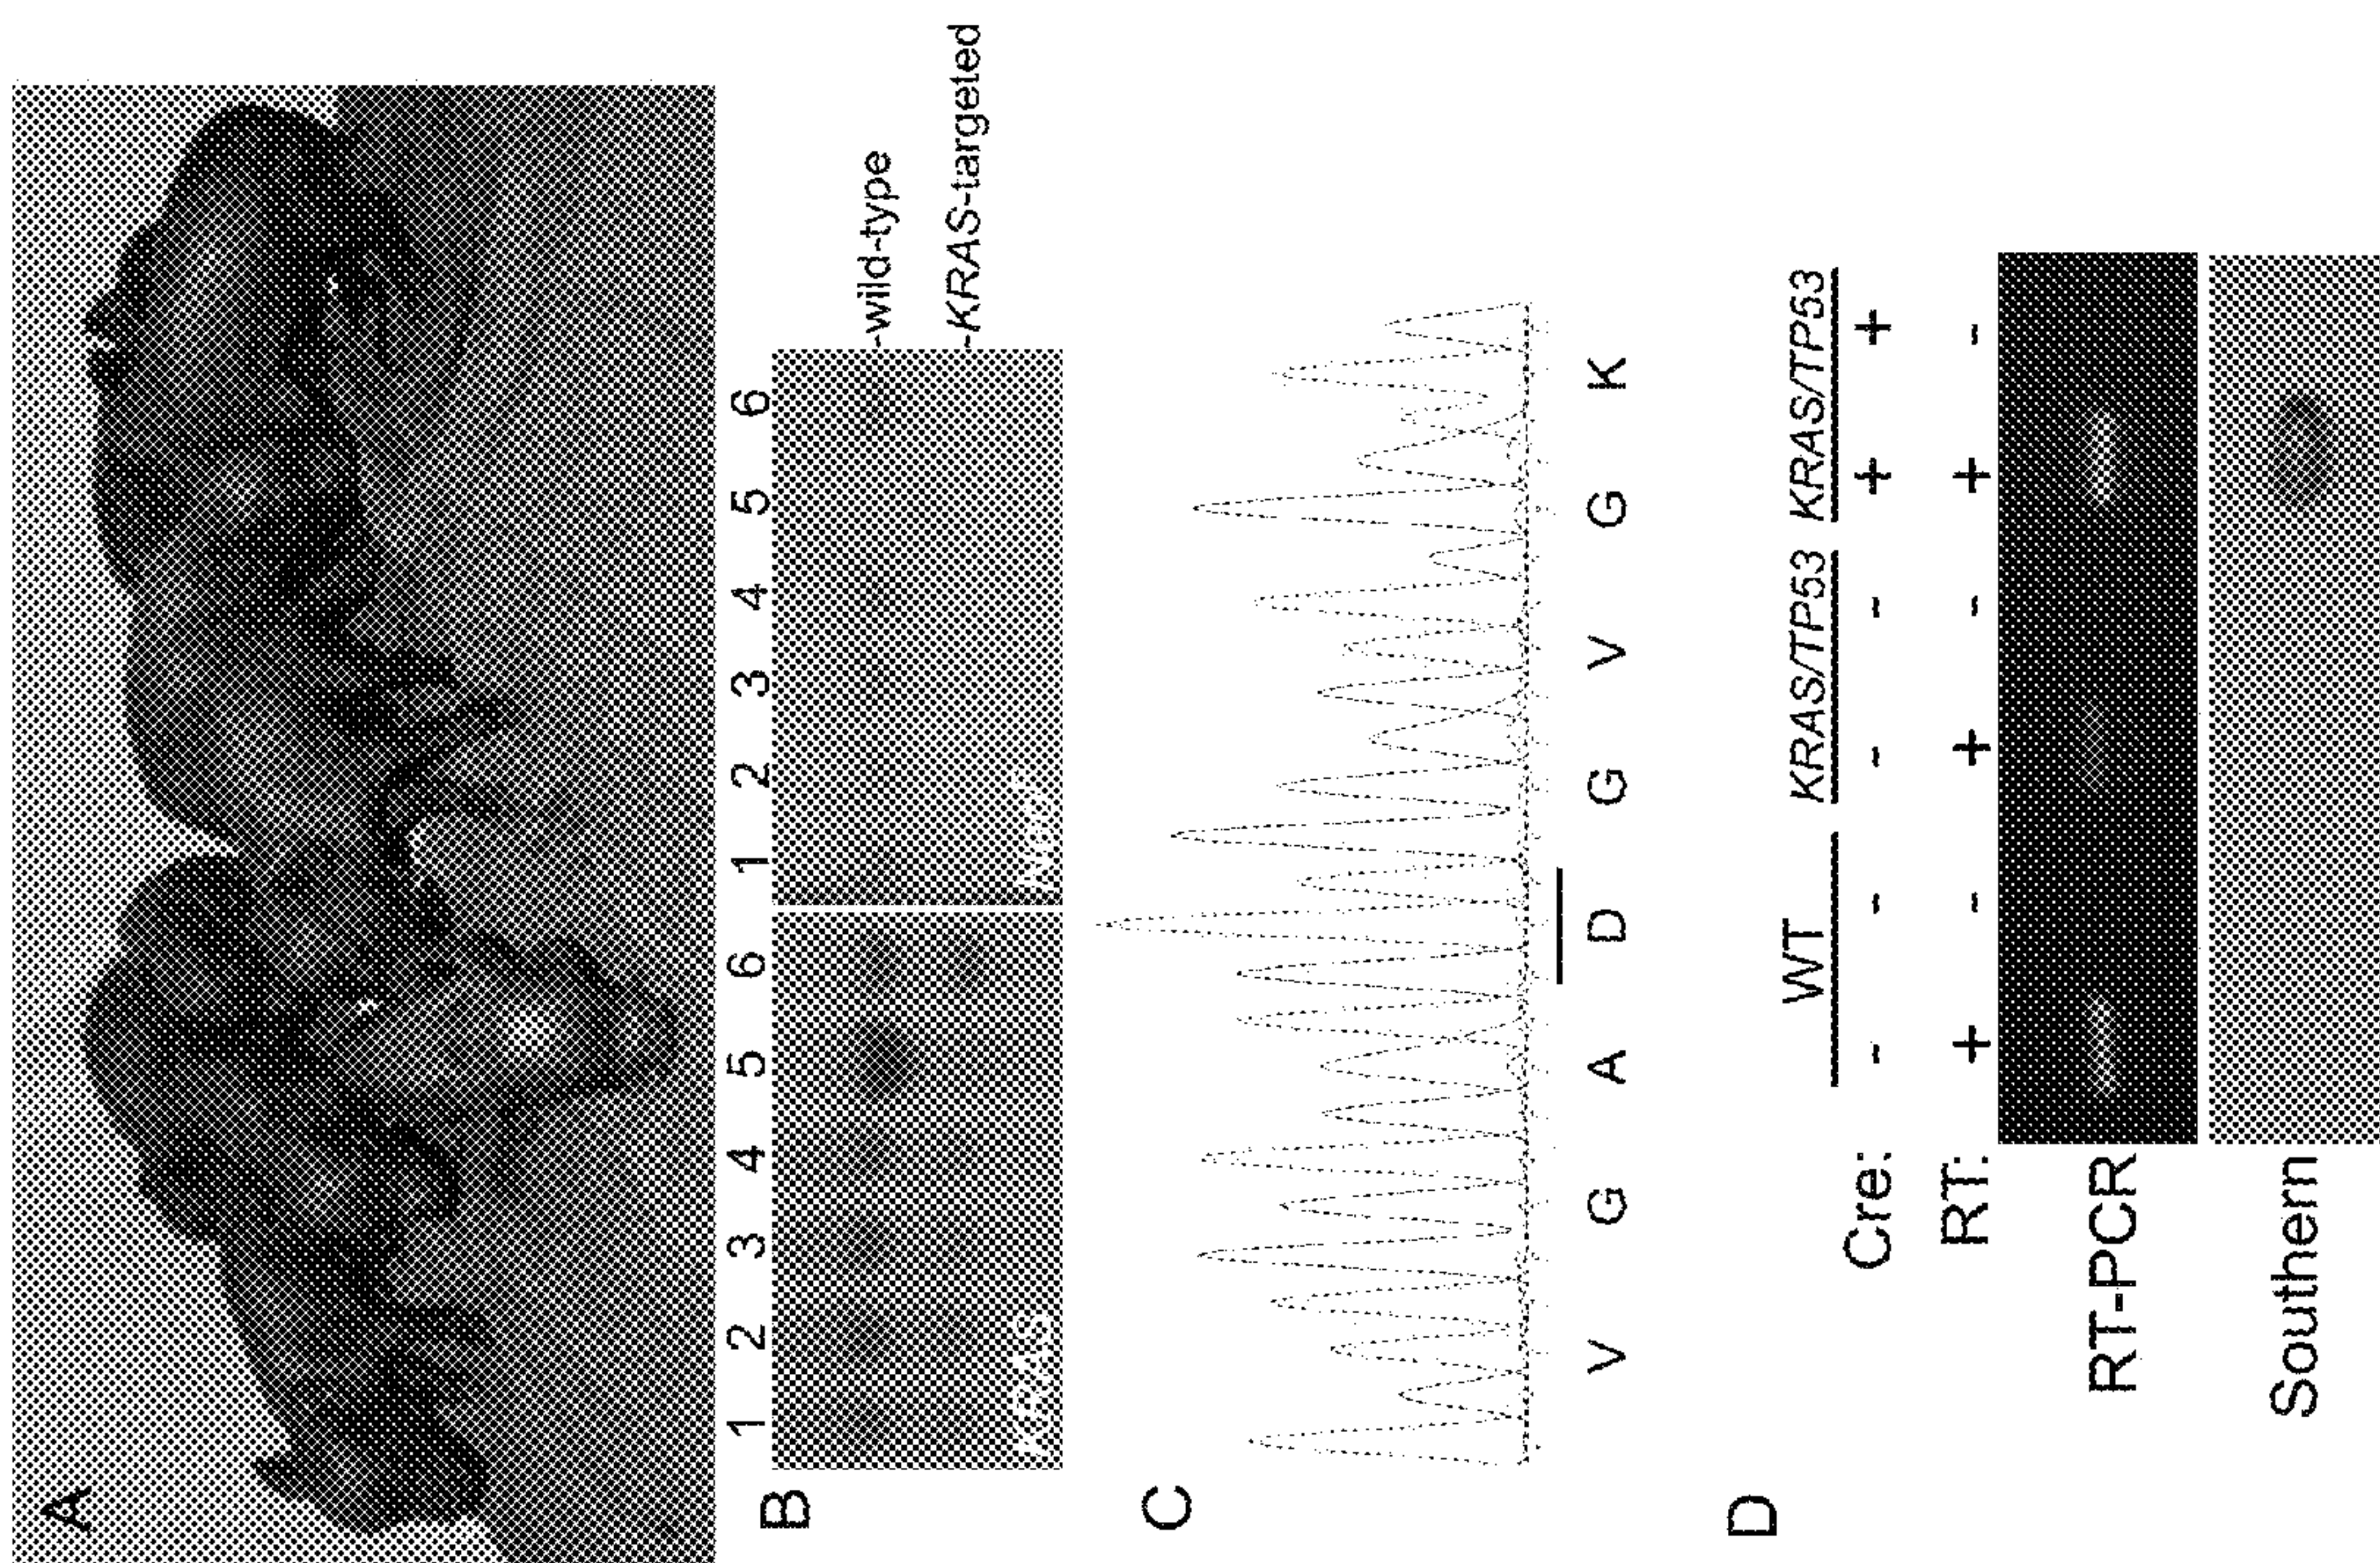 A
B
1 2 3 4 5 6 1 2 3 4 5 6
-wild-type
-KRAS-targeted
KRAS
C
V G A D G V G K
D
WT KRAS/TP53 KRAS/TP53
Cre: - - - - + +
RT: + - + - + -
RT-PCR
Southern